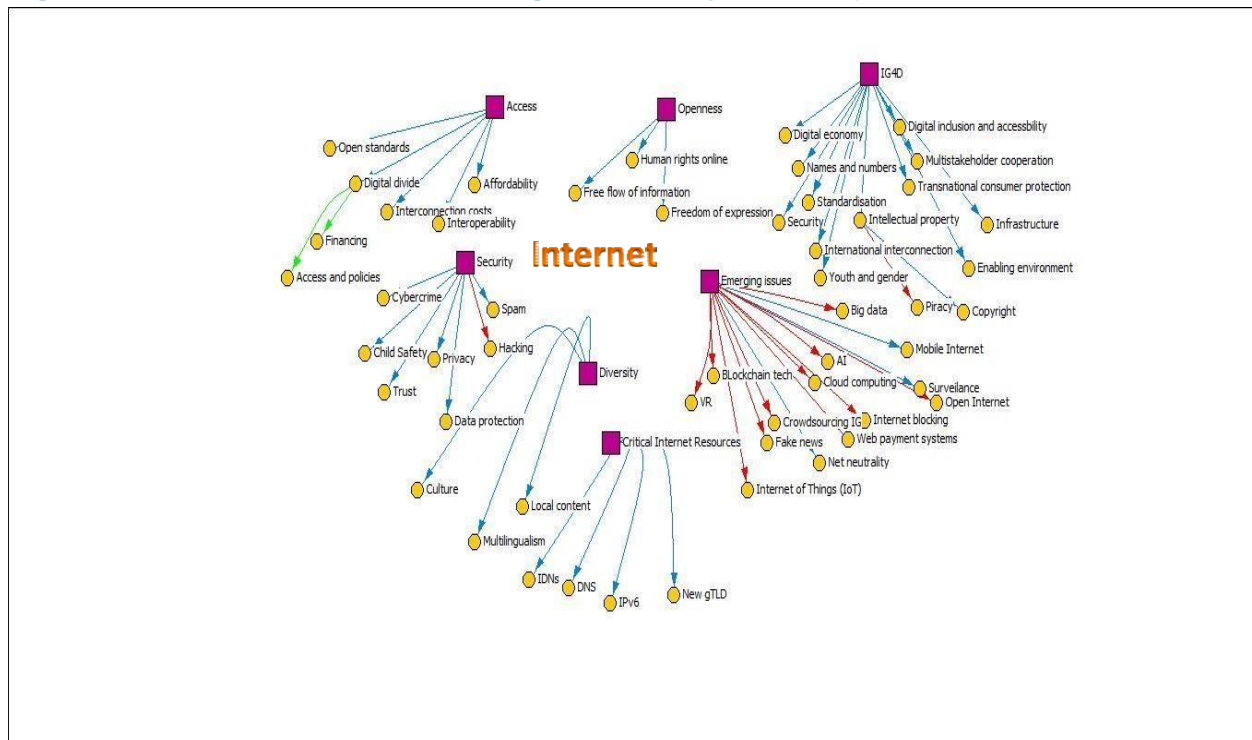 IG4D
Access
Openness
Digital economy
Digital inclusion and accessbility
Open standards
Human rights online
Multistakeholder cooperation
Names and numbers
Digital divide
Affordability
Free flow of information
Transnational consumer protection
Standardisation
Interconnection costs
Freedom of expression
Interoperability
Security
Intellectual property
Infrastructure
Financing
Internet
International interconnection
Security
Enabling environment
Access and policies
Youth and gender
Emerging issues
Cybercrime
Spam
Big data
Piracy
Copyright
Child Safety
Privacy
Hacking
Mobile Internet
AI
Diversity
BLockchain tech
Cloud computing
Trust
Surveilance
VR
Open Internet
Data protection
Crowdsourcing IG
Internet blocking
Critical Internet Resources
Fake news
Web payment systems
Net neutrality
Culture
Internet of Things (IoT)
Local content
Multilingualism
IDNs
DNS
IPv6
New gTLD